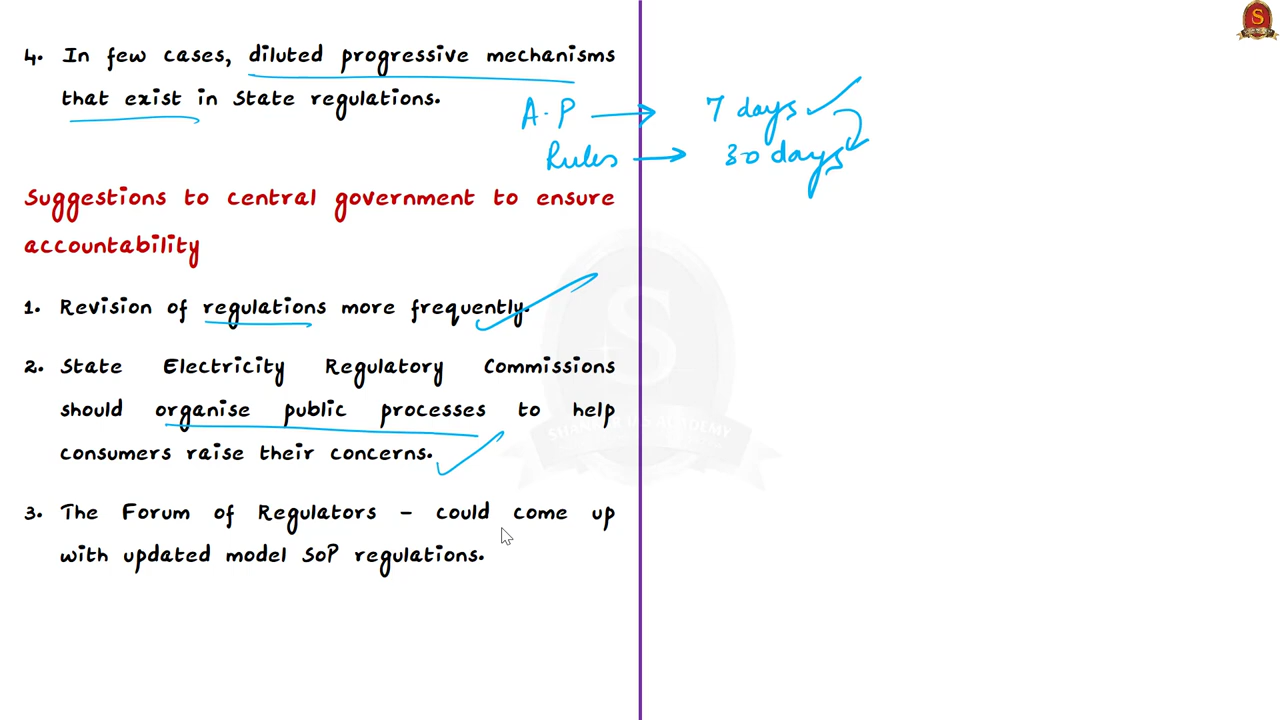 4. In few cases, diluted progressive mechanisms
that exist in State regulations.
A.P → 7 days
Rules → 30 days
Suggestions to central government to ensure
accountability
1. Revision of regulations more frequently.
2. State Electricity Regulatory Commissions
should organise public processes to help
consumers raise their concerns.
3. The Forum of Regulators - could come up
with updated model SoP regulations.
S
SHANKAR IAS ACADEMY
S